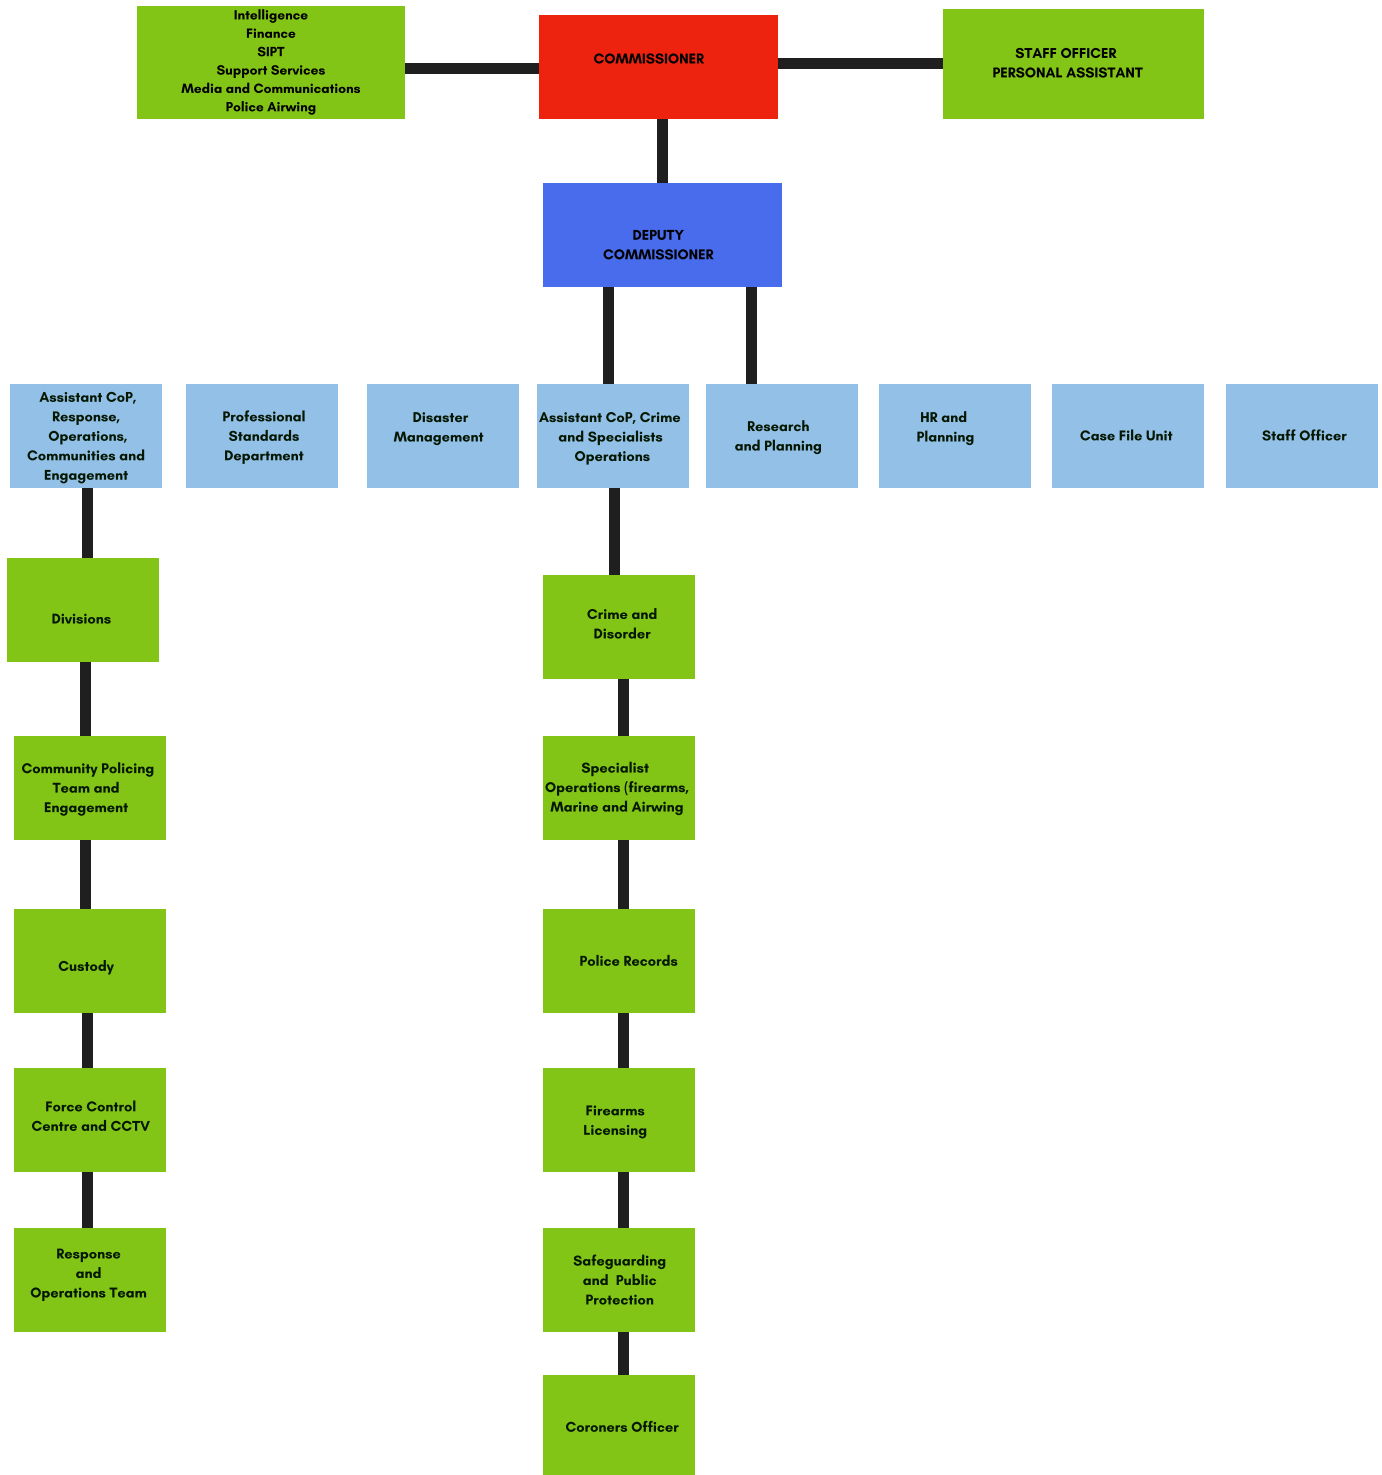 Intelligence
Finance
SIPT
Support Services
Media and Communications
Police Airwing
COMMISSIONER
STAFF OFFICER
PERSONAL ASSISTANT
DEPUTY
COMMISSIONER
Assistant CoP,
Response,
Operations,
Communities and
Engagement
Professional
Standards
Department
Disaster
Management
Assistant CoP, Crime
and Specialists
Operations
Research
and Planning
HR and
Planning
Case File Unit
Staff Officer
Divisions
Community Policing
Team and
Engagement
Custody
Force Control
Centre and CCTV
Response
and
Operations Team
Crime and
Disorder
Specialist
Operations (firearms,
Marine and Airwing
Police Records
Firearms
Licensing
Safeguarding
and  Public
Protection
Coroners Officer